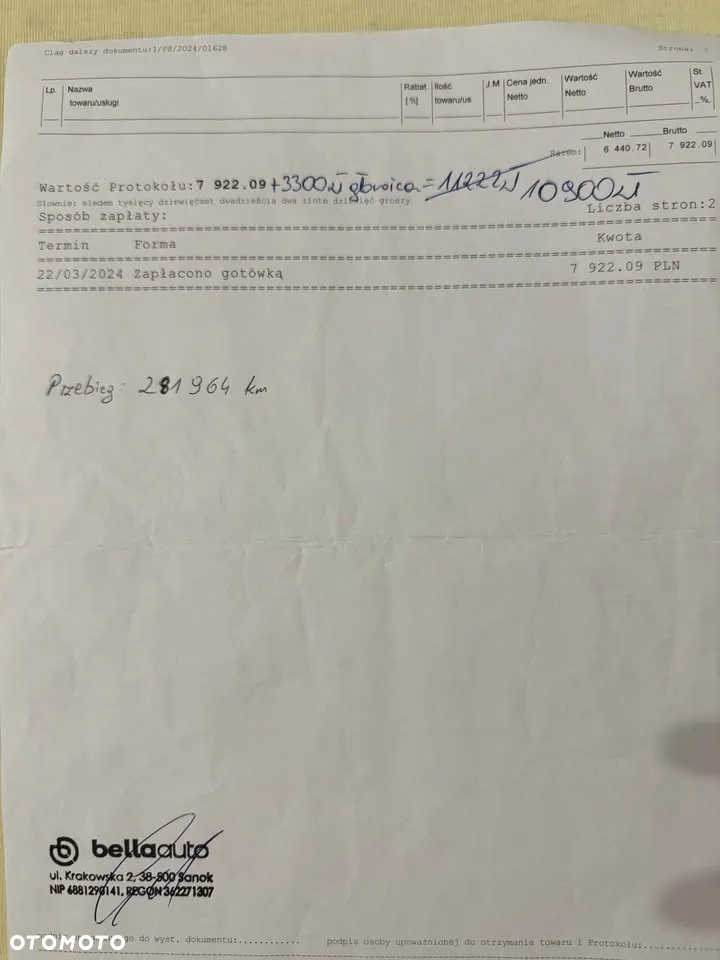 Ciąg dalszy dokumentu:1/PS/2024/01628 Strona:
Lp. Nazwa towaru/usługi Rabat [%] Ilość towaru/us J.M Cena jedn. Netto Wartość Netto Wartość Brutto St. VAT %
Netto Brutto
Razem: 6 440.72 7 922.09
Wartość Protokołu:7 922.09 +3300zł głowica = 11222zł 10900zł
Słownie: siedem tysięcy dziewięćset dwadzieścia dwa złote dziewięć groszy
Liczba stron:2
Sposób zapłaty:
Termin Forma Kwota
22/03/2024 Zapłacono gotówką 7 922.09 PLN
Przebieg: 281964 km
bellaauto
ul. Krakowska 2, 38-500 Sanok
NIP 6881290141, REGON 362271307
go do wyst. dokumentu:............ podpis osoby upoważnionej do otrzymania towaru i Protokołu:............
OTOMOTO